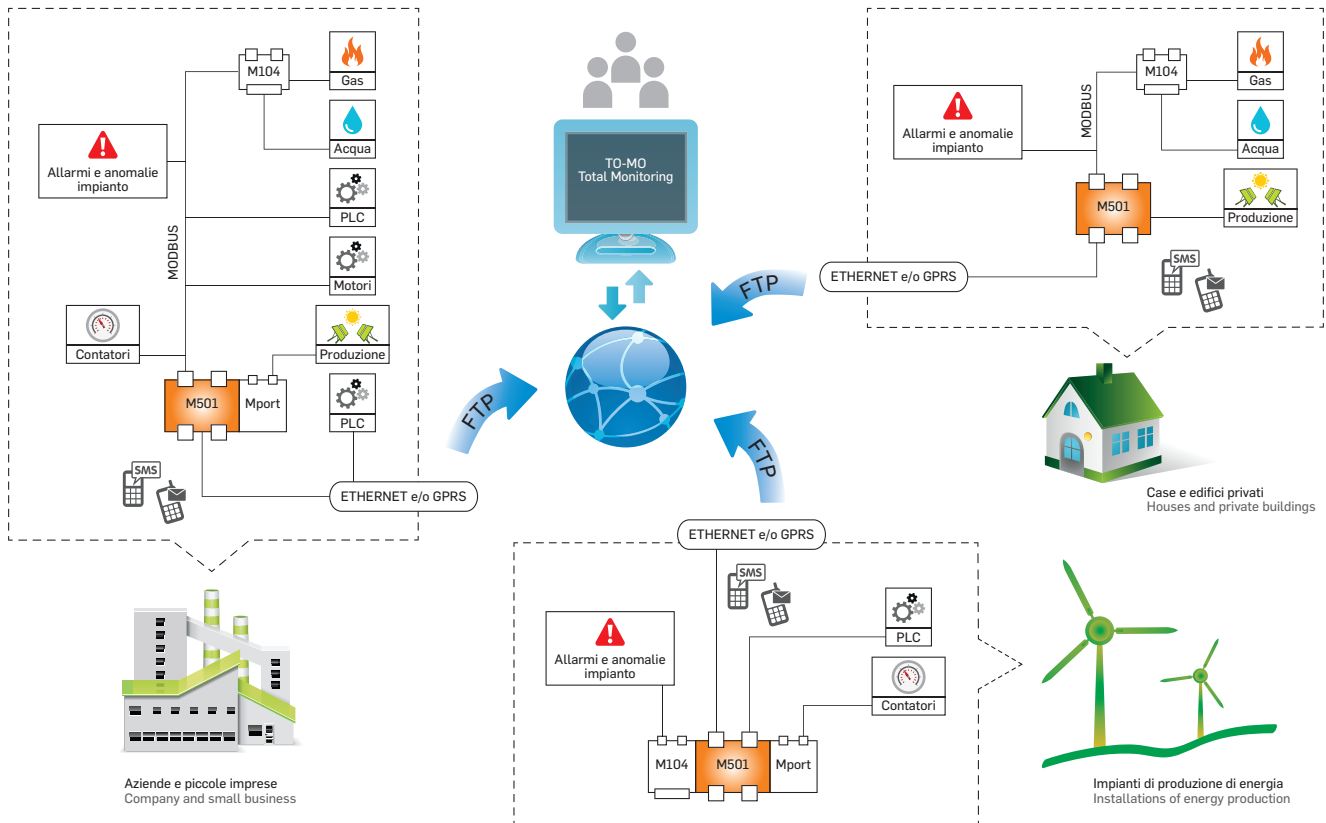 M104
Gas
Acqua
Allarmi e anomalie
impianto
PLC
MODBUS
Motori
Contatori
Produzione
M501
Mport
PLC
SMS
ETHERNET e/o GPRS
Aziende e piccole imprese
Company and small business
TO-MO
Total Monitoring
FTP
FTP
FTP
M104
Gas
MODBUS
Allarmi e anomalie
impianto
Acqua
M501
Produzione
SMS
ETHERNET e/o GPRS
Case e edifici privati
Houses and private buildings
ETHERNET e/o GPRS
SMS
PLC
Allarmi e anomalie
impianto
Contatori
M104
M501
Mport
Impianti di produzione di energia
Installations of energy production